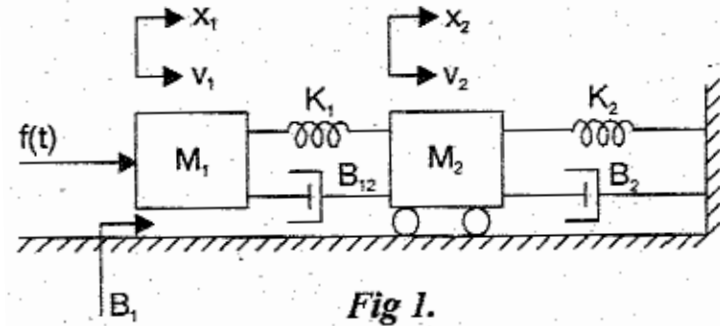 x₁ x₂
v₁ v₂
K₁ K₂
f(t) M₁ B₁₂ M₂ B₂
B₁
Fig 1.